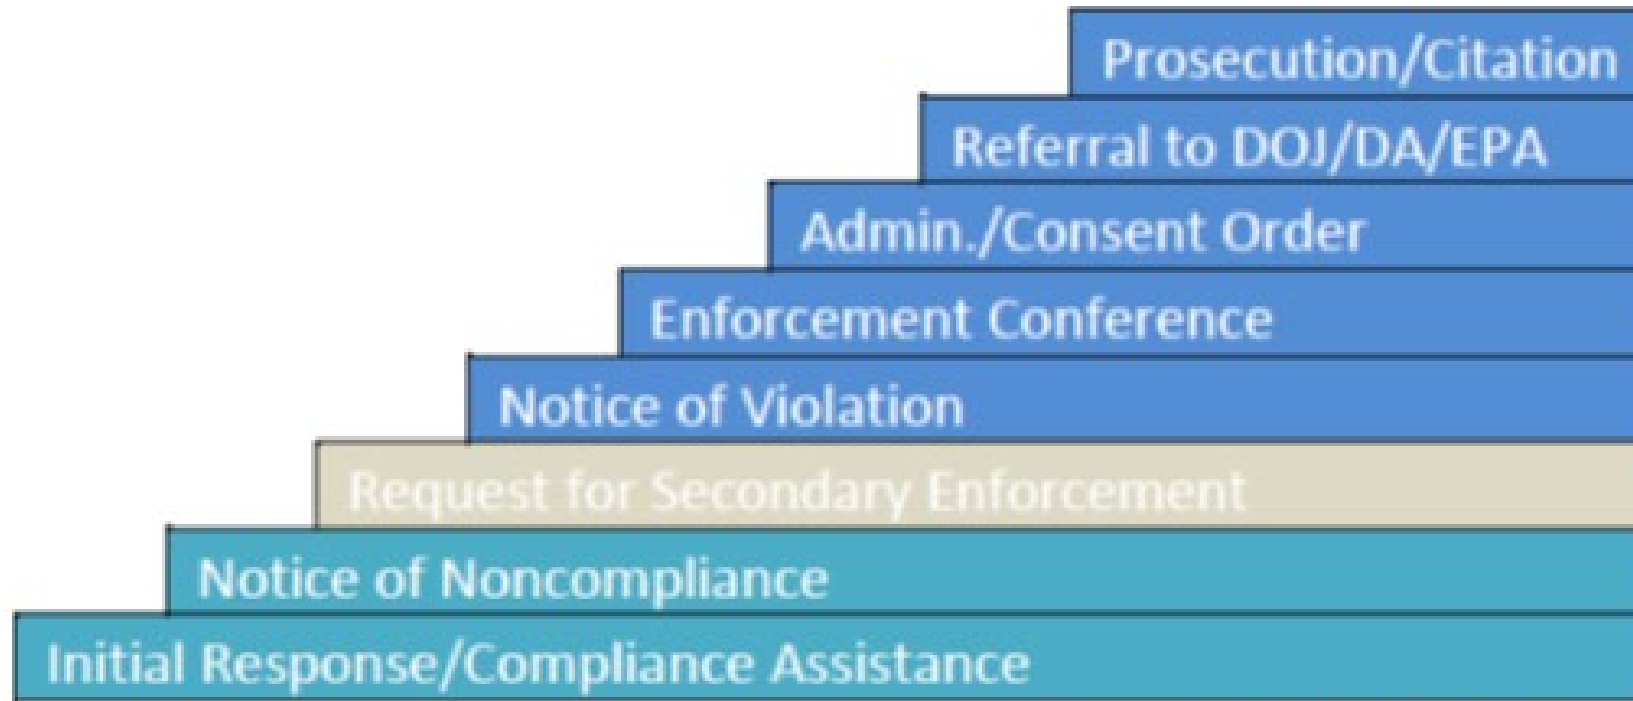 Prosecution/Citation
Referral to DOJ/DA/EPA
Admin./Consent Order
Enforcement Conference
Notice of Violation
Request for Secondary Enforcement
Notice of Noncompliance
Initial Response/Compliance Assistance